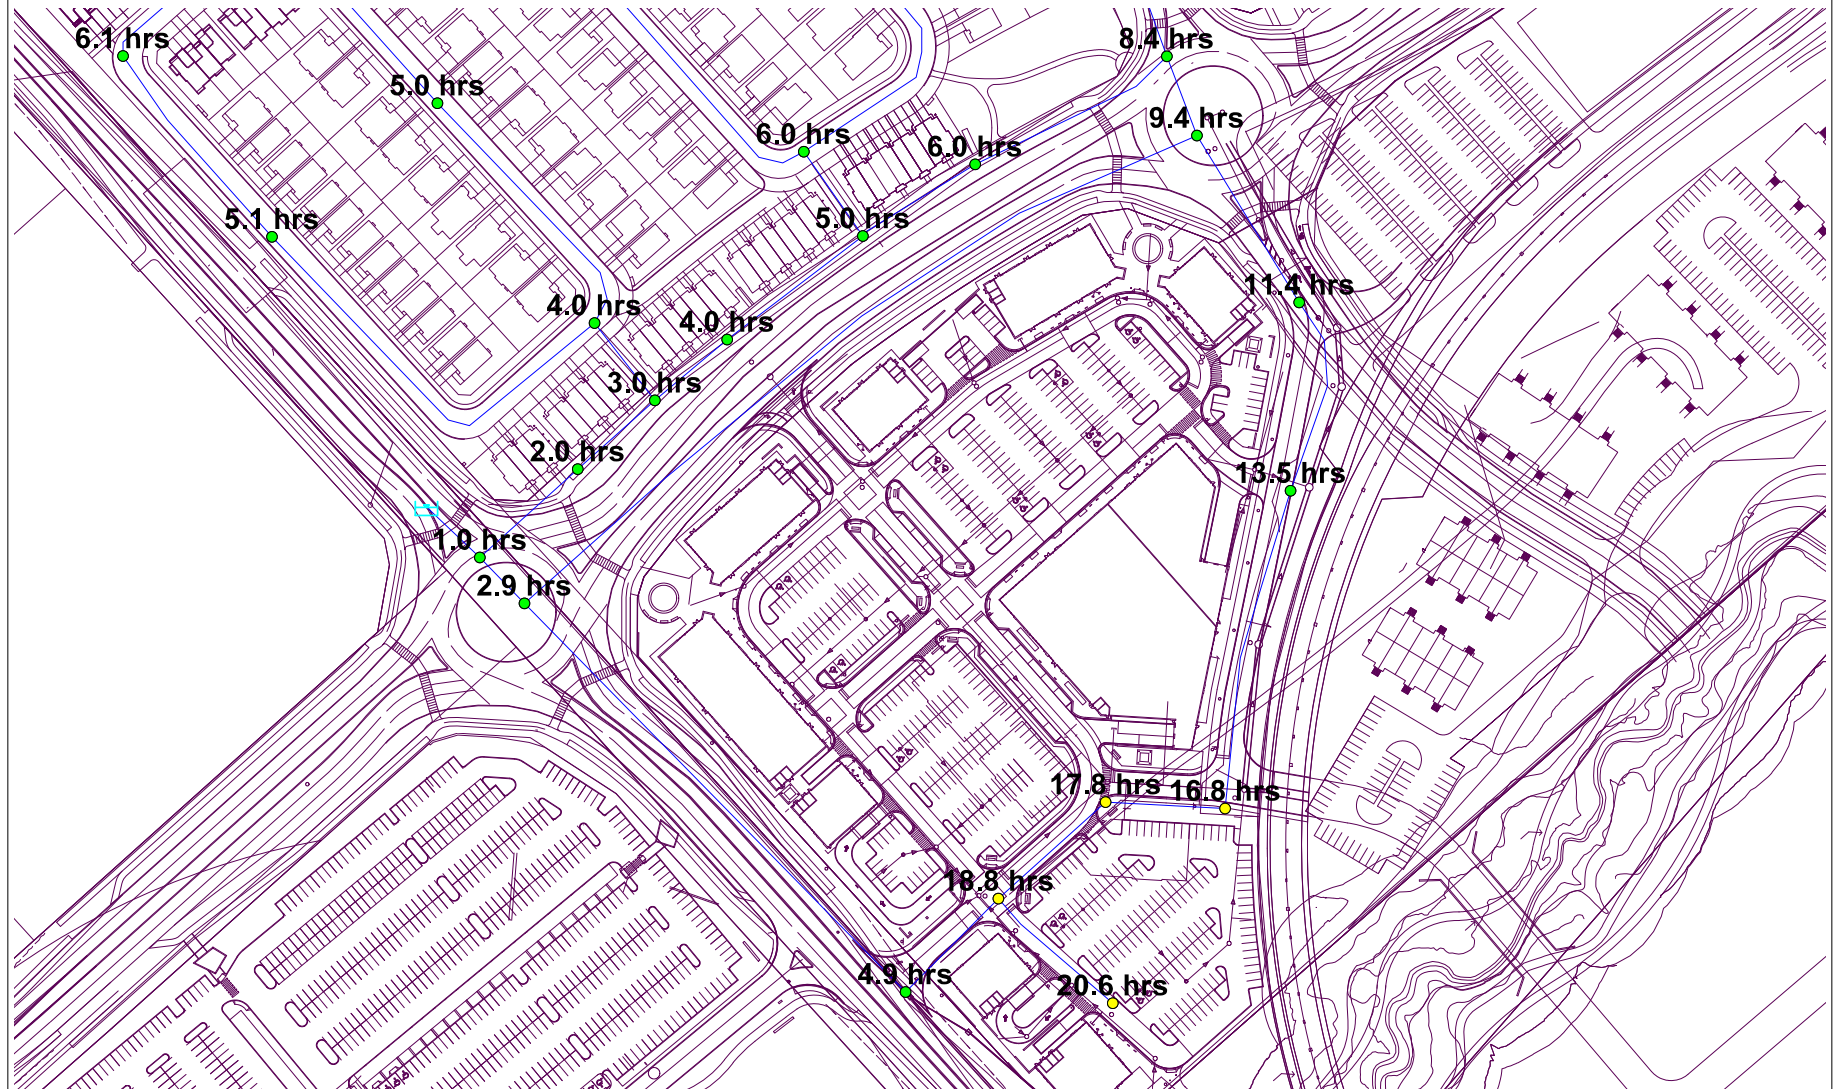 6.1 hrs
8.4 hrs
5.0 hrs
9.4 hrs
6.0 hrs
6.0 hrs
5.1 hrs
5.0 hrs
11.4 hrs
4.0 hrs
4.0 hrs
3.0 hrs
2.0 hrs
13.5 hrs
1.0 hrs
2.9 hrs
17.8 hrs
16.8 hrs
18.8 hrs
4.9 hrs
20.6 hrs